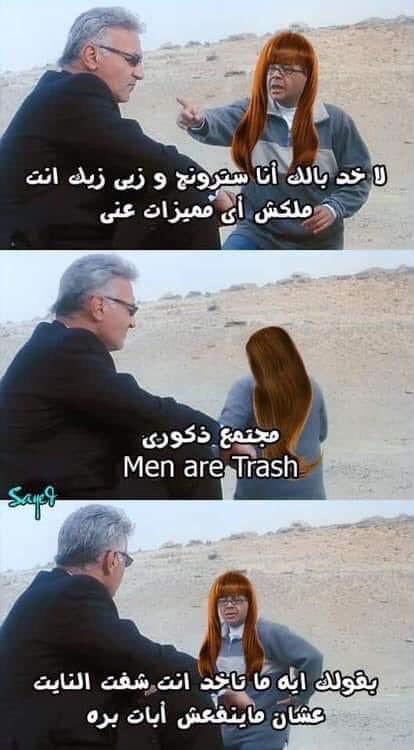 لا خد بالك أنا سترونج و زيى زيك انت
ملكش أى مميزات عنى
مجتمع ذكورى
Men are Trash
Sayed
بقولك ايه ما تاخد انت شفت النايت
عشان ماينفعش أبات بره